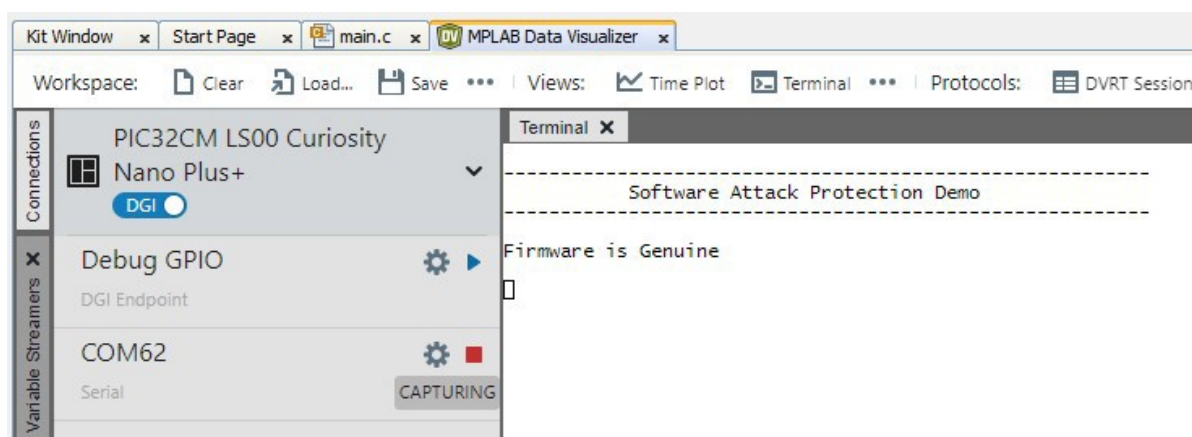 Kit Window x Start Page x main.c x MPLAB Data Visualizer x
Workspace: Clear Load... Save ••• Views: Time Plot Terminal ••• Protocols: DVRT Session
Connections
Variable Streamers
PIC32CM LS00 Curiosity
Nano Plus+
DGI
Debug GPIO
DGI Endpoint
COM62
Serial
CAPTURING
Terminal
----------------------------------------------------------
Software Attack Protection Demo
----------------------------------------------------------
Firmware is Genuine